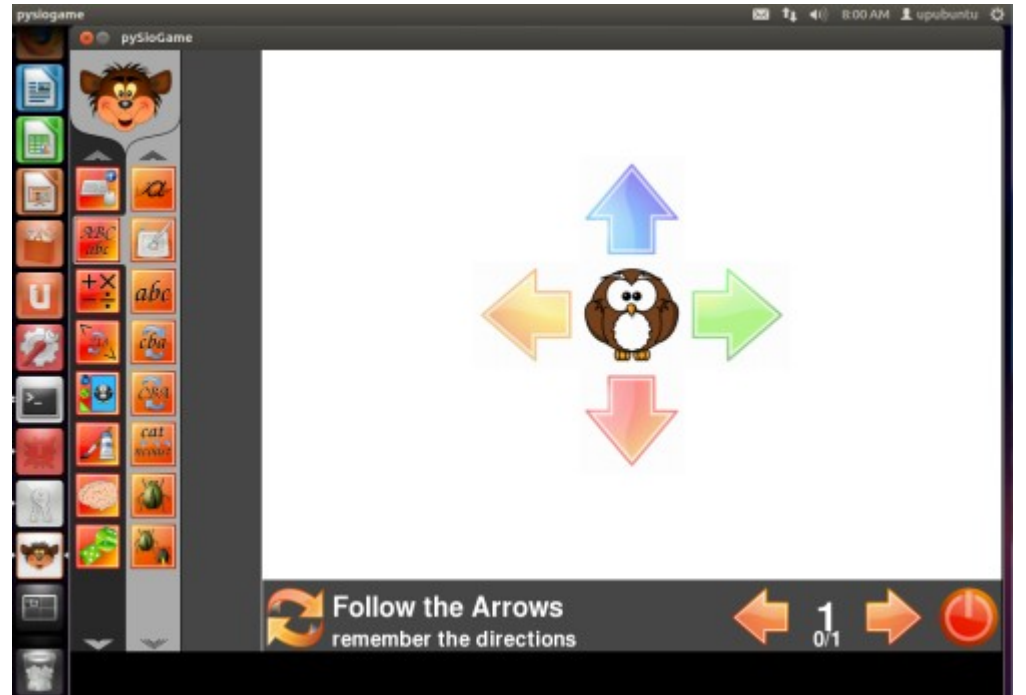 pysiogame
8:00 AM upubuntu
pySioGame
a
ABC
abc
abc
cba
CBA
cat
U
Follow the Arrows
remember the directions
1
0/1